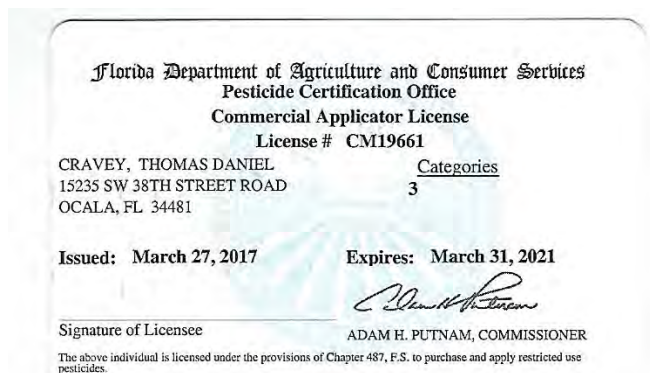 Florida Department of Agriculture and Consumer Services
Pesticide Certification Office
Commercial Applicator License
License # CM19661
CRAVEY, THOMAS DANIEL
15235 SW 38TH STREET ROAD
OCALA, FL 34481
Categories
3
Issued: March 27, 2017
Expires: March 31, 2021
Adam H Putnam
Signature of Licensee
ADAM H. PUTNAM, COMMISSIONER
The above individual is licensed under the provisions of Chapter 487, F.S. to purchase and apply restricted use
pesticides.